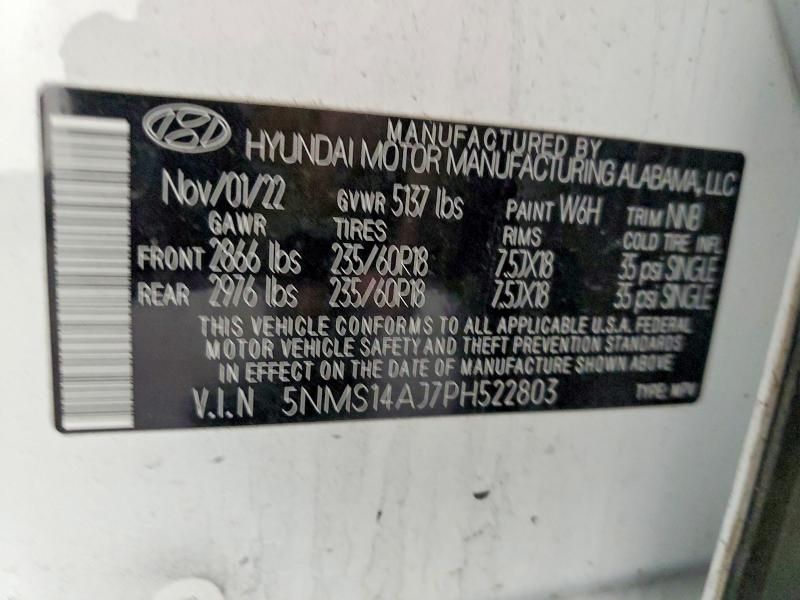 MANUFACTURED BY
HYUNDAI MOTOR MANUFACTURING ALABAMA, LLC
Nov/01/22 GVWR 5137 lbs PAINT W6H TRIM NNB
GAWR TIRES RIMS COLD TIRE INFL
FRONT 2866 lbs 235/60R18 7.5JX18 35 psi SINGLE
REAR 2976 lbs 235/60R18 7.5JX18 35 psi SINGLE
THIS VEHICLE CONFORMS TO ALL APPLICABLE U.S.A. FEDERAL
MOTOR VEHICLE SAFETY AND THEFT PREVENTION STANDARDS
IN EFFECT ON THE DATE OF MANUFACTURE SHOWN ABOVE.
V.I.N 5NMS14AJ7PH522803 TYPE: MPV